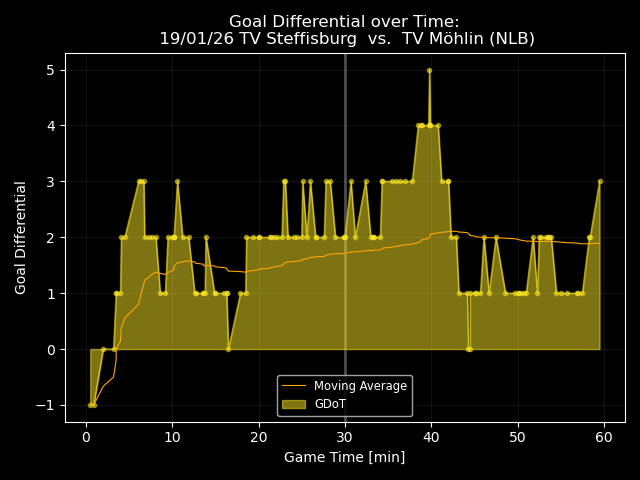 Goal Differential over Time:
19/01/26 TV Steffisburg vs. TV Möhlin (NLB)
Goal Differential
5
4
3
2
1
0
−1
Moving Average
GDoT
0 10 20 30 40 50 60
Game Time [min]